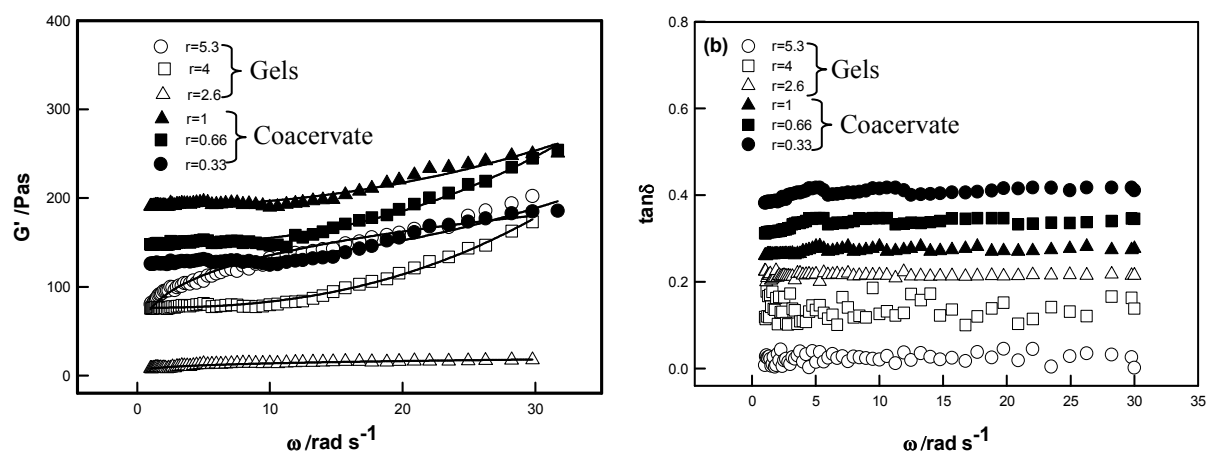 400
300
200
100
0
G' /Pas
r=5.3
r=4
r=2.6
Gels
r=1
r=0.66
r=0.33
Coacervate
0
10
20
30
ω /rad s⁻¹
(b)
0.8
0.6
0.4
0.2
0.0
tanδ
r=5.3
r=4
r=2.6
Gels
r=1
r=0.66
r=0.33
Coacervate
0
5
10
15
20
25
30
35
ω /rad s⁻¹